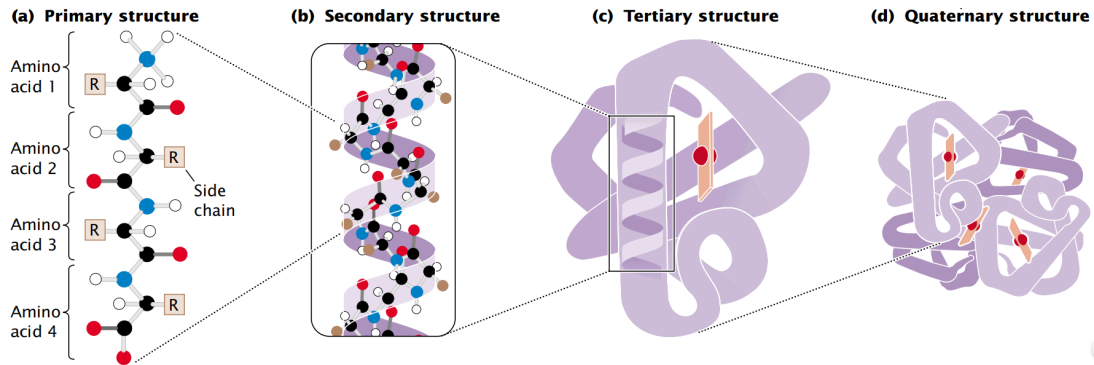 (a) Primary structure
(b) Secondary structure
(c) Tertiary structure
(d) Quaternary structure
Amino
acid 1
R
Amino
acid 2
R
Side
chain
Amino
acid 3
R
Amino
acid 4
R